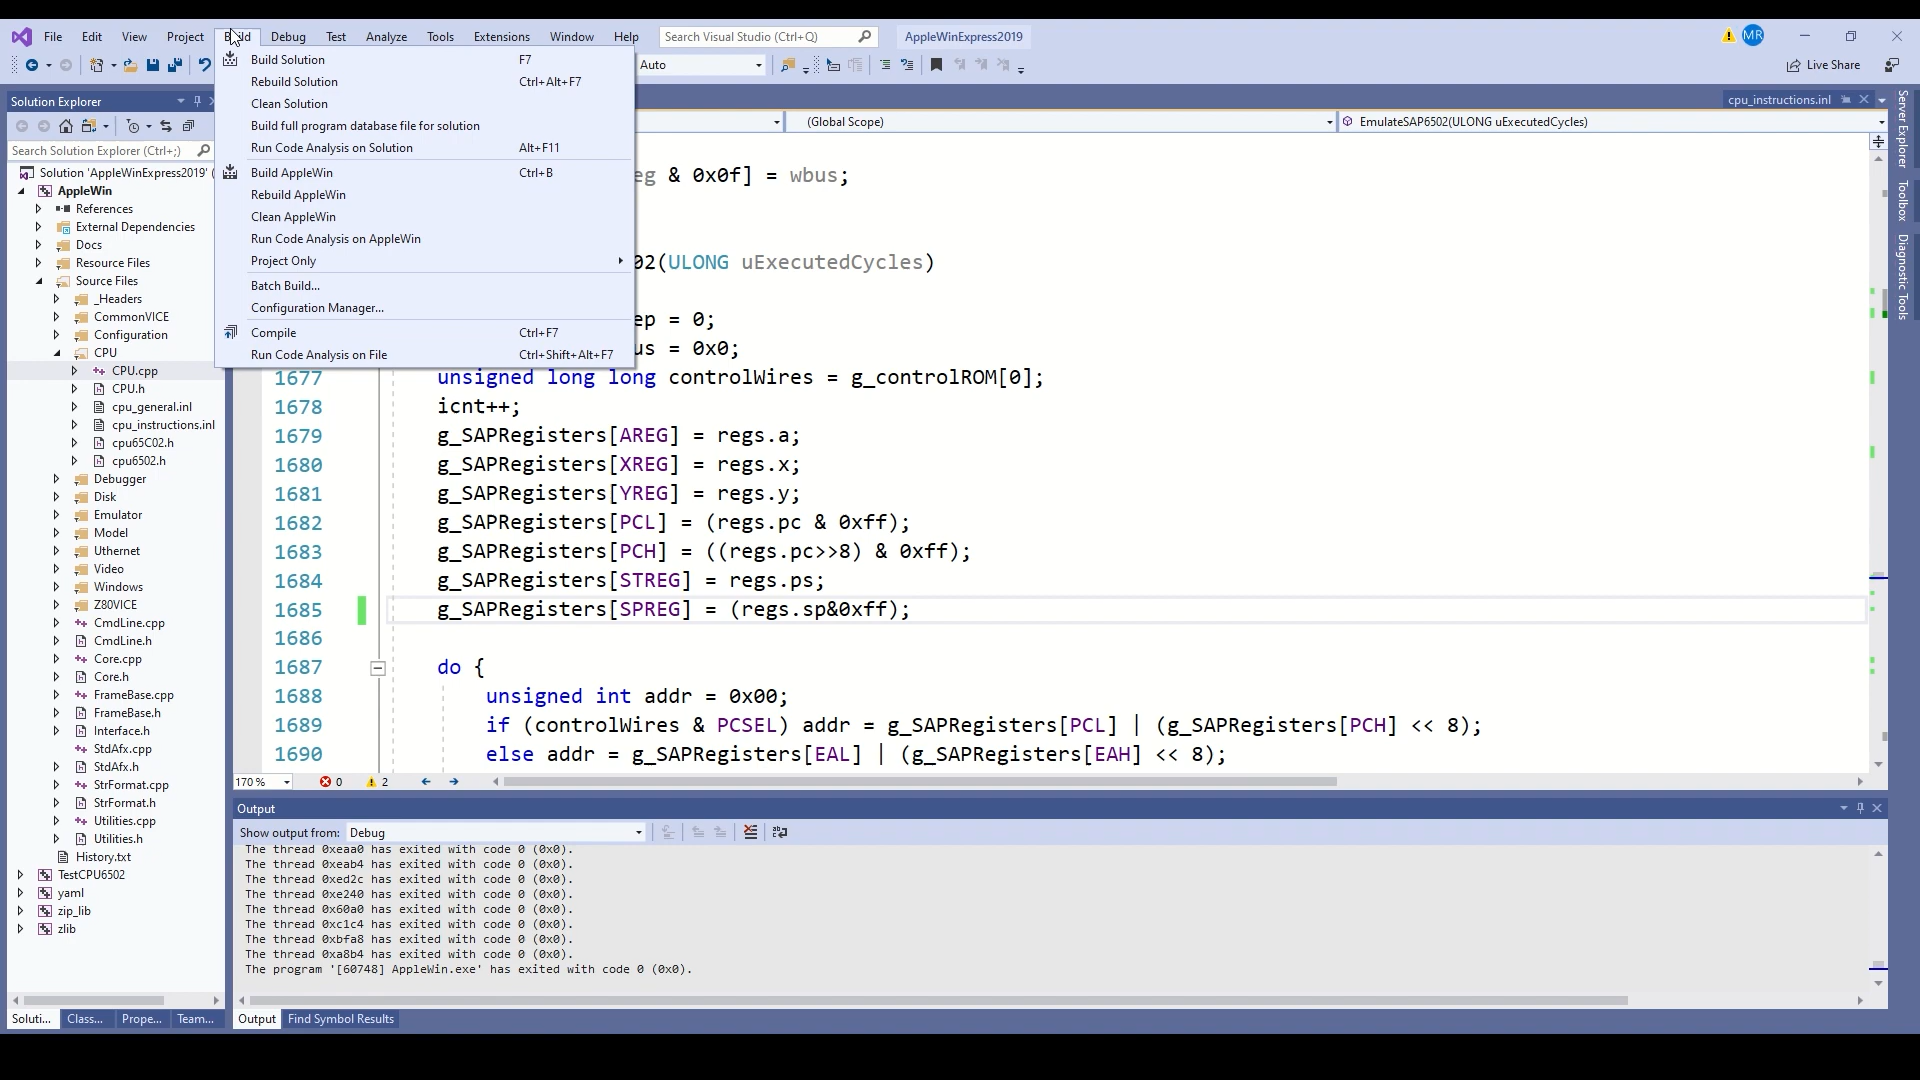 File Edit View Project Build Debug Test Analyze Tools Extensions Window Help Search Visual Studio (Ctrl+Q) AppleWinExpress2019 MR
Auto Live Share
Solution Explorer
Search Solution Explorer (Ctrl+;)
Solution 'AppleWinExpress2019' (
AppleWin
References
External Dependencies
Docs
Resource Files
Source Files
_Headers
CommonVICE
Configuration
CPU
CPU.cpp
CPU.h
cpu_general.inl
cpu_instructions.inl
cpu65C02.h
cpu6502.h
Debugger
Disk
Emulator
Model
Uthernet
Video
Windows
Z80VICE
CmdLine.cpp
CmdLine.h
Core.cpp
Core.h
FrameBase.cpp
FrameBase.h
Interface.h
StdAfx.cpp
StdAfx.h
StrFormat.cpp
StrFormat.h
Utilities.cpp
Utilities.h
History.txt
TestCPU6502
yaml
zip_lib
zlib
Soluti... Class... Prope... Team...
Build Solution F7
Rebuild Solution Ctrl+Alt+F7
Clean Solution
Build full program database file for solution
Run Code Analysis on Solution Alt+F11
Build AppleWin Ctrl+B
Rebuild AppleWin
Clean AppleWin
Run Code Analysis on AppleWin
Project Only
Batch Build...
Configuration Manager...
Compile Ctrl+F7
Run Code Analysis on File Ctrl+Shift+Alt+F7
cpu_instructions.inl
(Global Scope) EmulateSAP6502(ULONG uExecutedCycles)
eg & 0x0f] = wbus;
02(ULONG uExecutedCycles)
ep = 0;
us = 0x0;
1677 unsigned long long controlWires = g_controlROM[0];
1678 icnt++;
1679 g_SAPRegisters[AREG] = regs.a;
1680 g_SAPRegisters[XREG] = regs.x;
1681 g_SAPRegisters[YREG] = regs.y;
1682 g_SAPRegisters[PCL] = (regs.pc & 0xff);
1683 g_SAPRegisters[PCH] = ((regs.pc>>8) & 0xff);
1684 g_SAPRegisters[STREG] = regs.ps;
1685 g_SAPRegisters[SPREG] = (regs.sp&0xff);
1686
1687 do {
1688 unsigned int addr = 0x00;
1689 if (controlWires & PCSEL) addr = g_SAPRegisters[PCL] | (g_SAPRegisters[PCH] << 8);
1690 else addr = g_SAPRegisters[EAL] | (g_SAPRegisters[EAH] << 8);
170 % 0 2
Output
Show output from: Debug
The thread 0xeaa0 has exited with code 0 (0x0).
The thread 0xeab4 has exited with code 0 (0x0).
The thread 0xed2c has exited with code 0 (0x0).
The thread 0xe240 has exited with code 0 (0x0).
The thread 0x60a0 has exited with code 0 (0x0).
The thread 0xc1c4 has exited with code 0 (0x0).
The thread 0xbfa8 has exited with code 0 (0x0).
The thread 0xa8b4 has exited with code 0 (0x0).
The program '[60748] AppleWin.exe' has exited with code 0 (0x0).
Output Find Symbol Results
Server Explorer
Toolbox
Diagnostic Tools